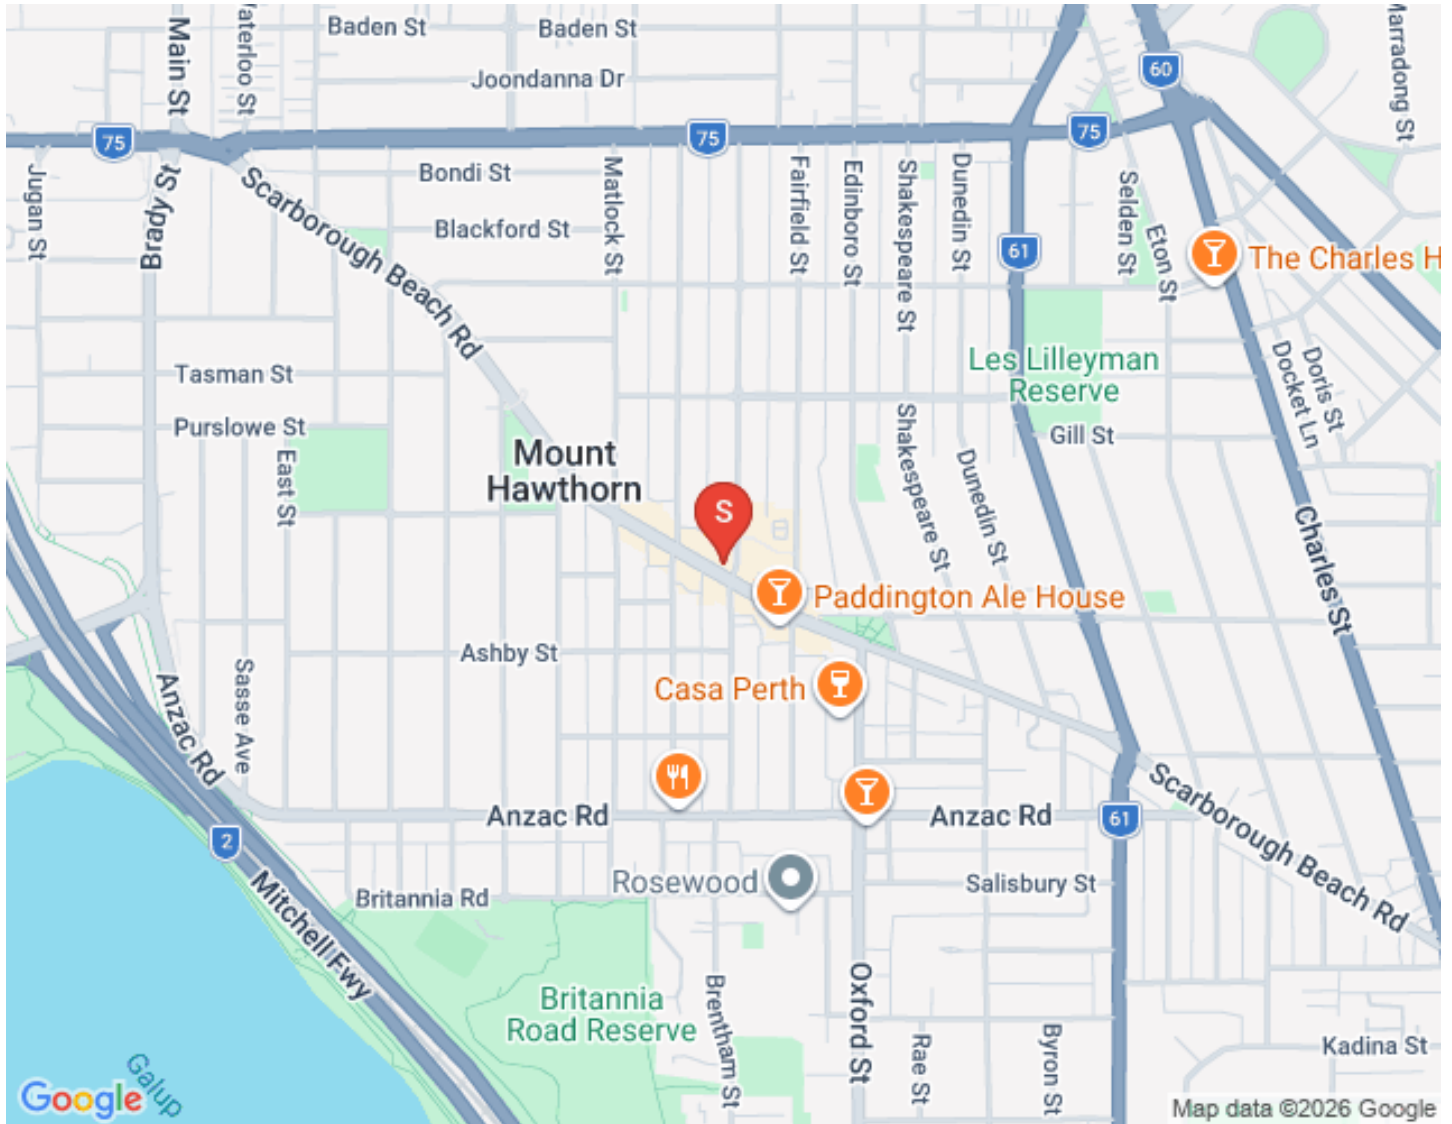 Main St
Waterloo St
Baden St
Baden St
Joondanna Dr
60
Marradong St
75
75
75
Jugan St
Brady St
Scarborough Beach Rd
Bondi St
Blackford St
Matlock St
Fairfield St
Edinboro St
Shakespeare St
Dunedin St
61
Selden St
Eton St
The Charles H
Tasman St
Purslowe St
East St
Les Lilleyman
Reserve
Doris St
Docket Ln
Gill St
Mount
Hawthorn
Shakespeare St
Dunedin St
Charles St
S
Paddington Ale House
Ashby St
Casa Perth
Sasse Ave
Anzac Rd
Anzac Rd
Anzac Rd
61
Scarborough Beach Rd
2
Mitchell Fwy
Britannia Rd
Rosewood
Salisbury St
Britannia
Road Reserve
Brentham St
Oxford St
Rae St
Byron St
Kadina St
Galup
Google
Map data ©2026 Google